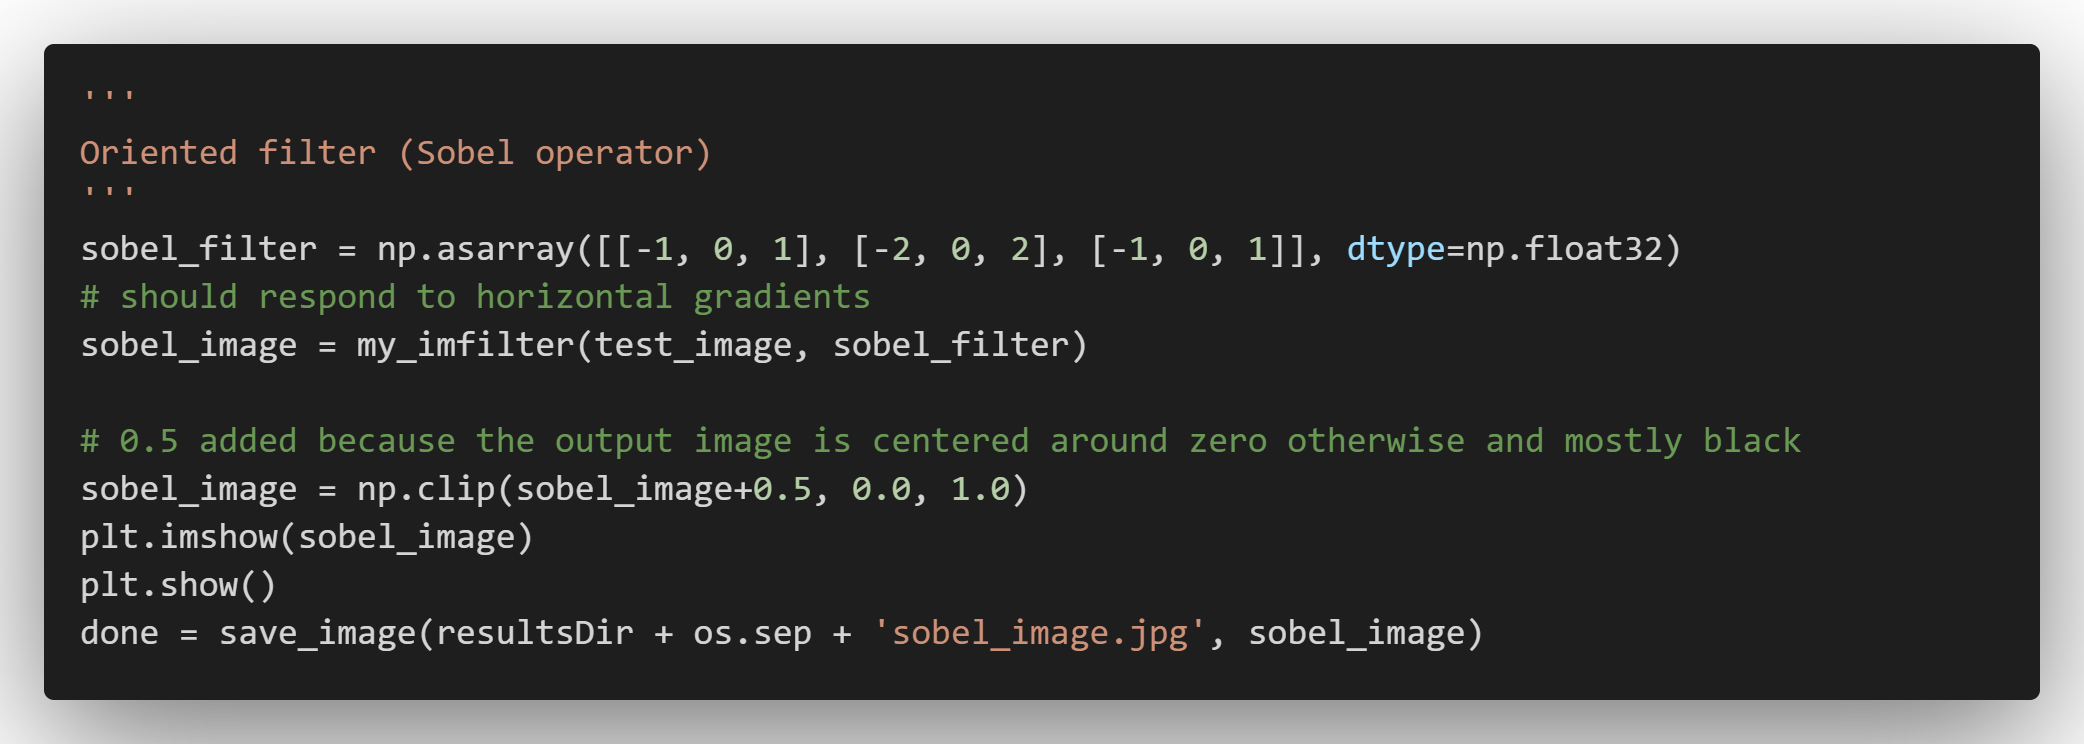 '''
Oriented filter (Sobel operator)
'''
sobel_filter = np.asarray([[-1, 0, 1], [-2, 0, 2], [-1, 0, 1]], dtype=np.float32)
# should respond to horizontal gradients
sobel_image = my_imfilter(test_image, sobel_filter)
# 0.5 added because the output image is centered around zero otherwise and mostly black
sobel_image = np.clip(sobel_image+0.5, 0.0, 1.0)
plt.imshow(sobel_image)
plt.show()
done = save_image(resultsDir + os.sep + 'sobel_image.jpg', sobel_image)